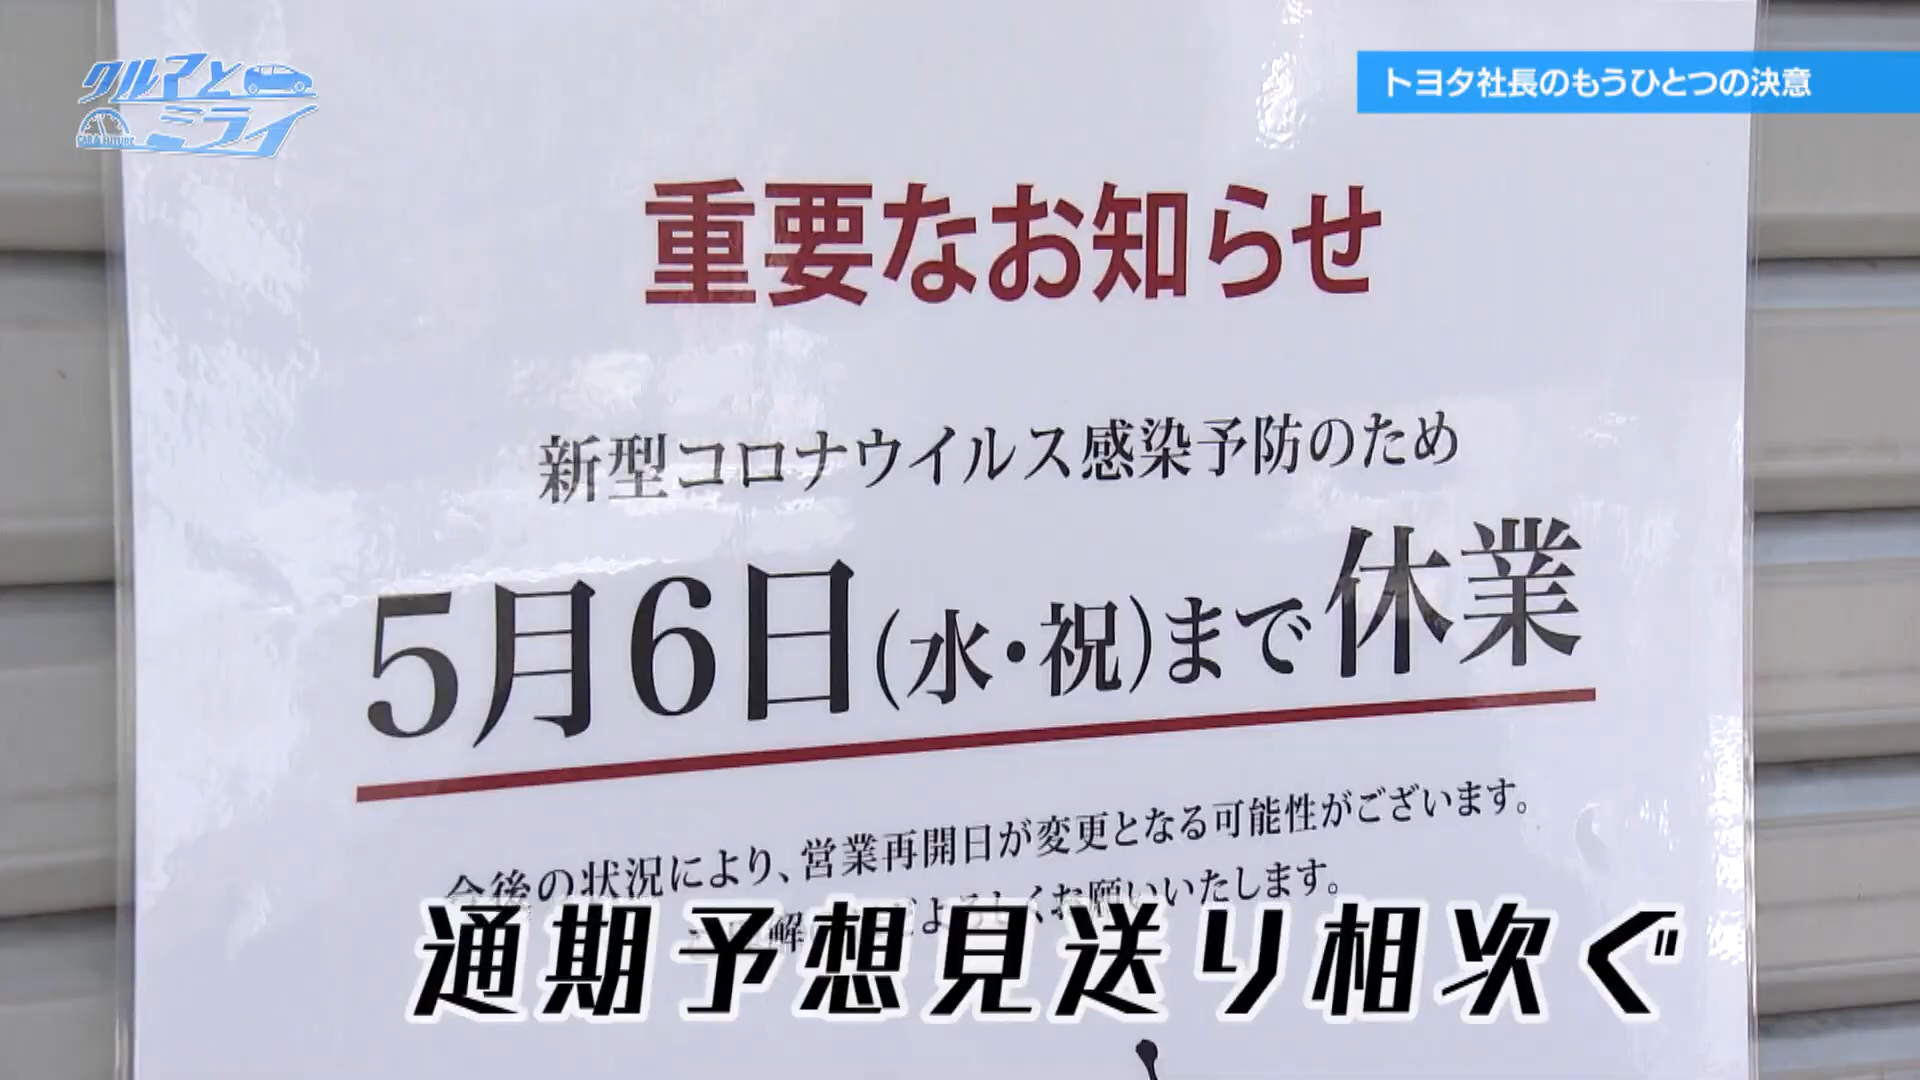 クルマと
ミライ
CAR & FUTURE
トヨタ社長のもうひとつの決意
重要なお知らせ
新型コロナウイルス感染予防のため
5月6日(水・祝)まで休業
今後の状況により、営業再開日が変更となる可能性がございます。
解 よろしくお願いいたします。
通期予想見送り相次ぐ